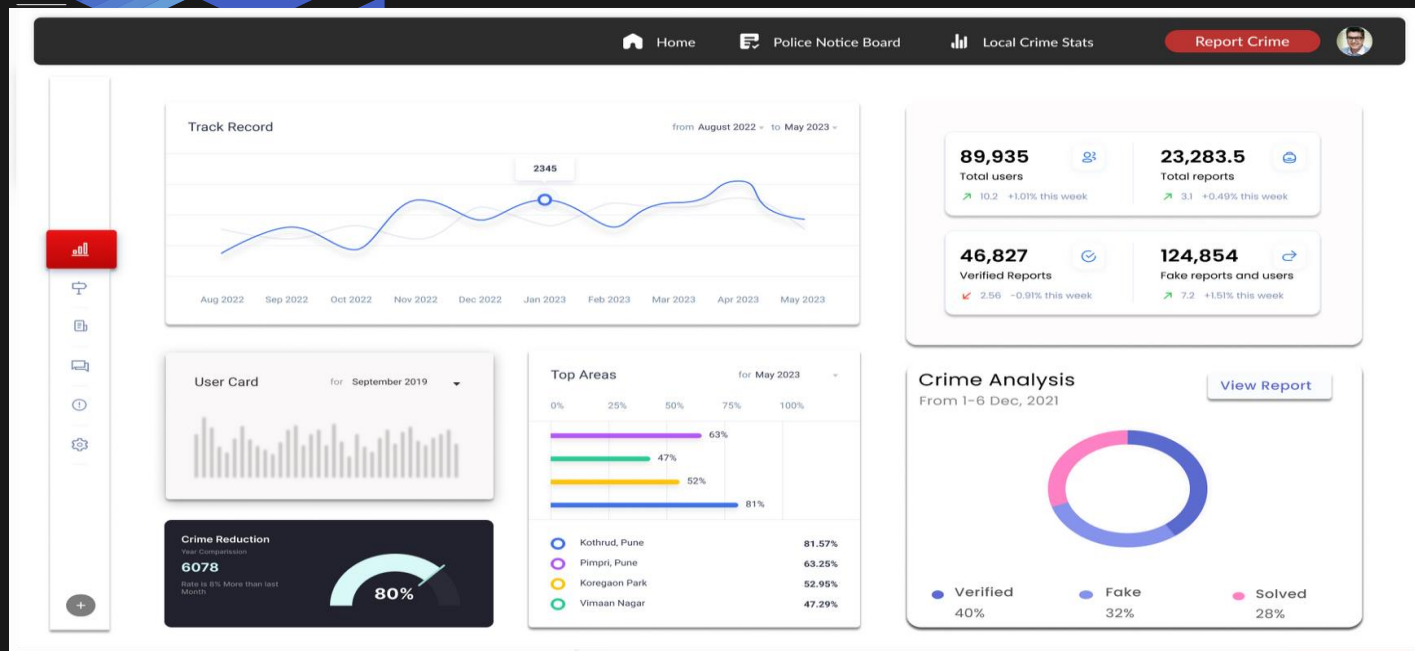 Home
Police Notice Board
Local Crime Stats
Report Crime
Track Record
from August 2022 to May 2023
2345
Aug 2022 Sep 2022 Oct 2022 Nov 2022 Dec 2022 Jan 2023 Feb 2023 Mar 2023 Apr 2023 May 2023
89,935
Total users
10.2 +1.01% this week
23,283.5
Total reports
3.1 +0.49% this week
46,827
Verified Reports
2.56 -0.91% this week
124,854
Fake reports and users
7.2 +1.51% this week
User Card
for September 2019
Top Areas
for May 2023
0% 25% 50% 75% 100%
63%
47%
52%
81%
Kothrud, Pune 81.57%
Pimpri, Pune 63.25%
Koregaon Park 52.95%
Vimaan Nagar 47.29%
Crime Reduction
Year Comparission
6078
Rate is 8% More than last
Month
80%
Crime Analysis
From 1-6 Dec, 2021
View Report
Verified
40%
Fake
32%
Solved
28%